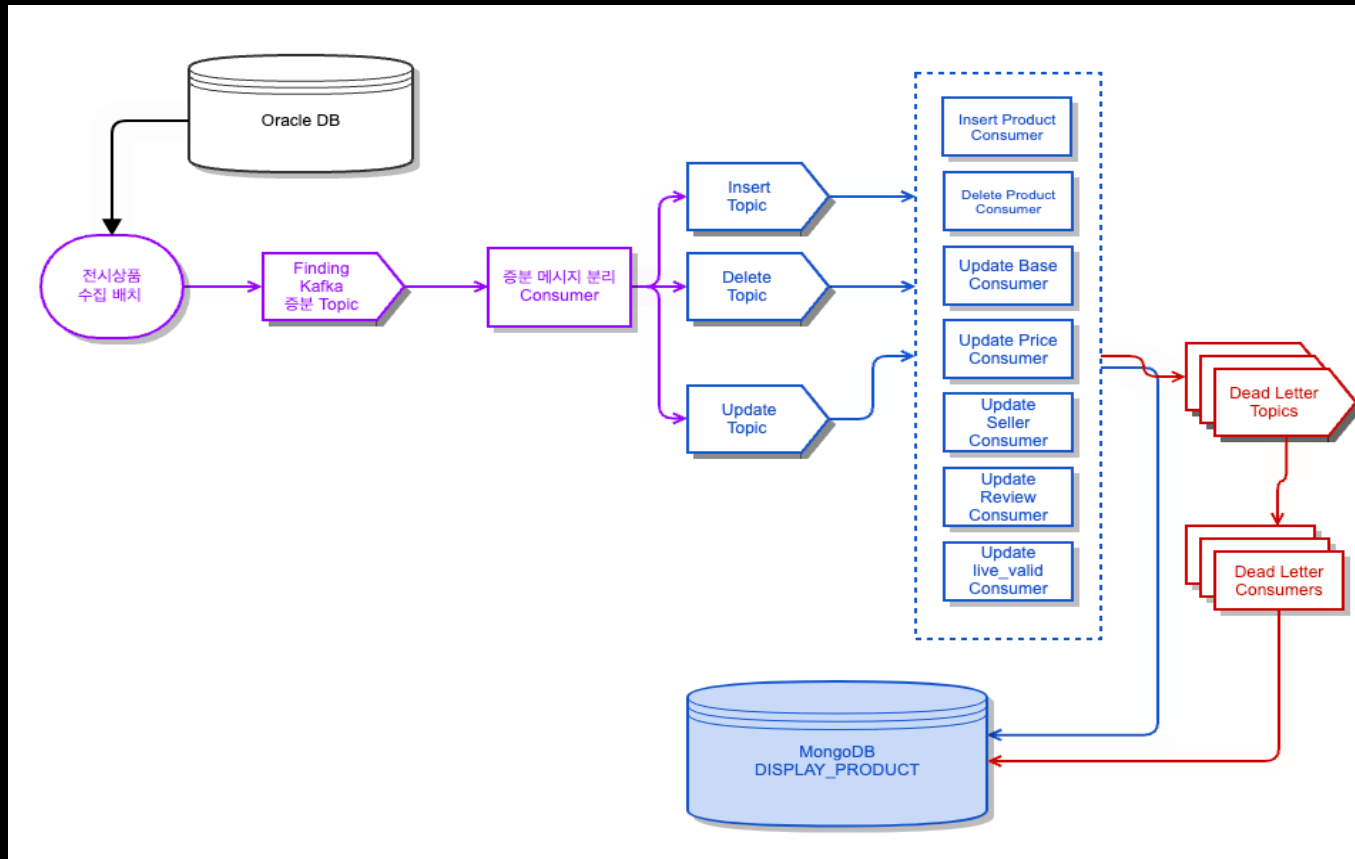 Oracle DB
전시상품
수집 배치
Finding
Kafka
증분 Topic
증분 메시지 분리
Consumer
Insert
Topic
Delete
Topic
Update
Topic
Insert Product
Consumer
Delete Product
Consumer
Update Base
Consumer
Update Price
Consumer
Update
Seller
Consumer
Update
Review
Consumer
Update
live_valid
Consumer
Dead Letter
Topics
Dead Letter
Consumers
MongoDB
DISPLAY_PRODUCT